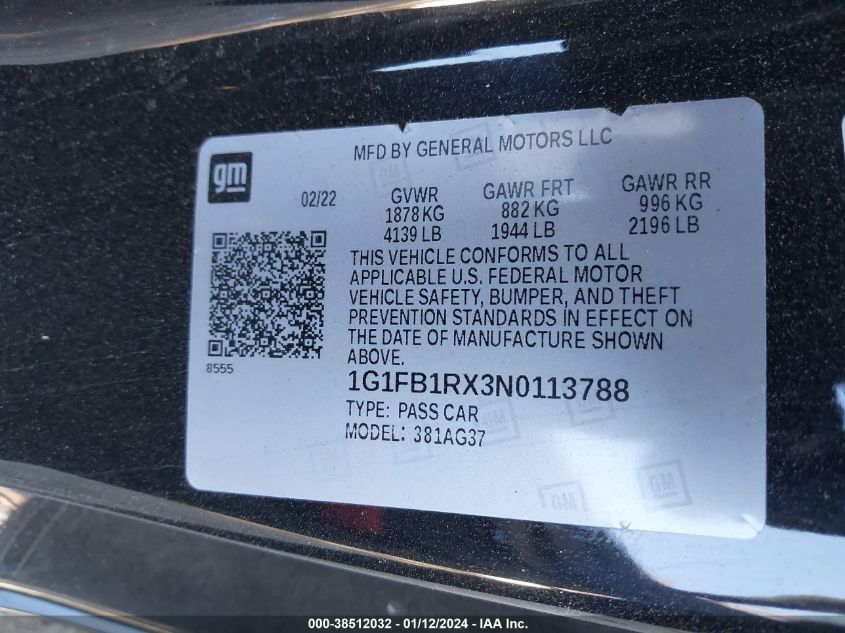 MFD BY GENERAL MOTORS LLC
gm
02/22
GVWR GAWR FRT GAWR RR
1878 KG 882 KG 996 KG
4139 LB 1944 LB 2196 LB
THIS VEHICLE CONFORMS TO ALL
APPLICABLE U.S. FEDERAL MOTOR
VEHICLE SAFETY, BUMPER, AND THEFT
PREVENTION STANDARDS IN EFFECT ON
THE DATE OF MANUFACTURE SHOWN
ABOVE.
8555
1G1FB1RX3N0113788
TYPE: PASS CAR
MODEL: 381AG37
GM GM
000-38512032 - 01/12/2024 - IAA Inc.